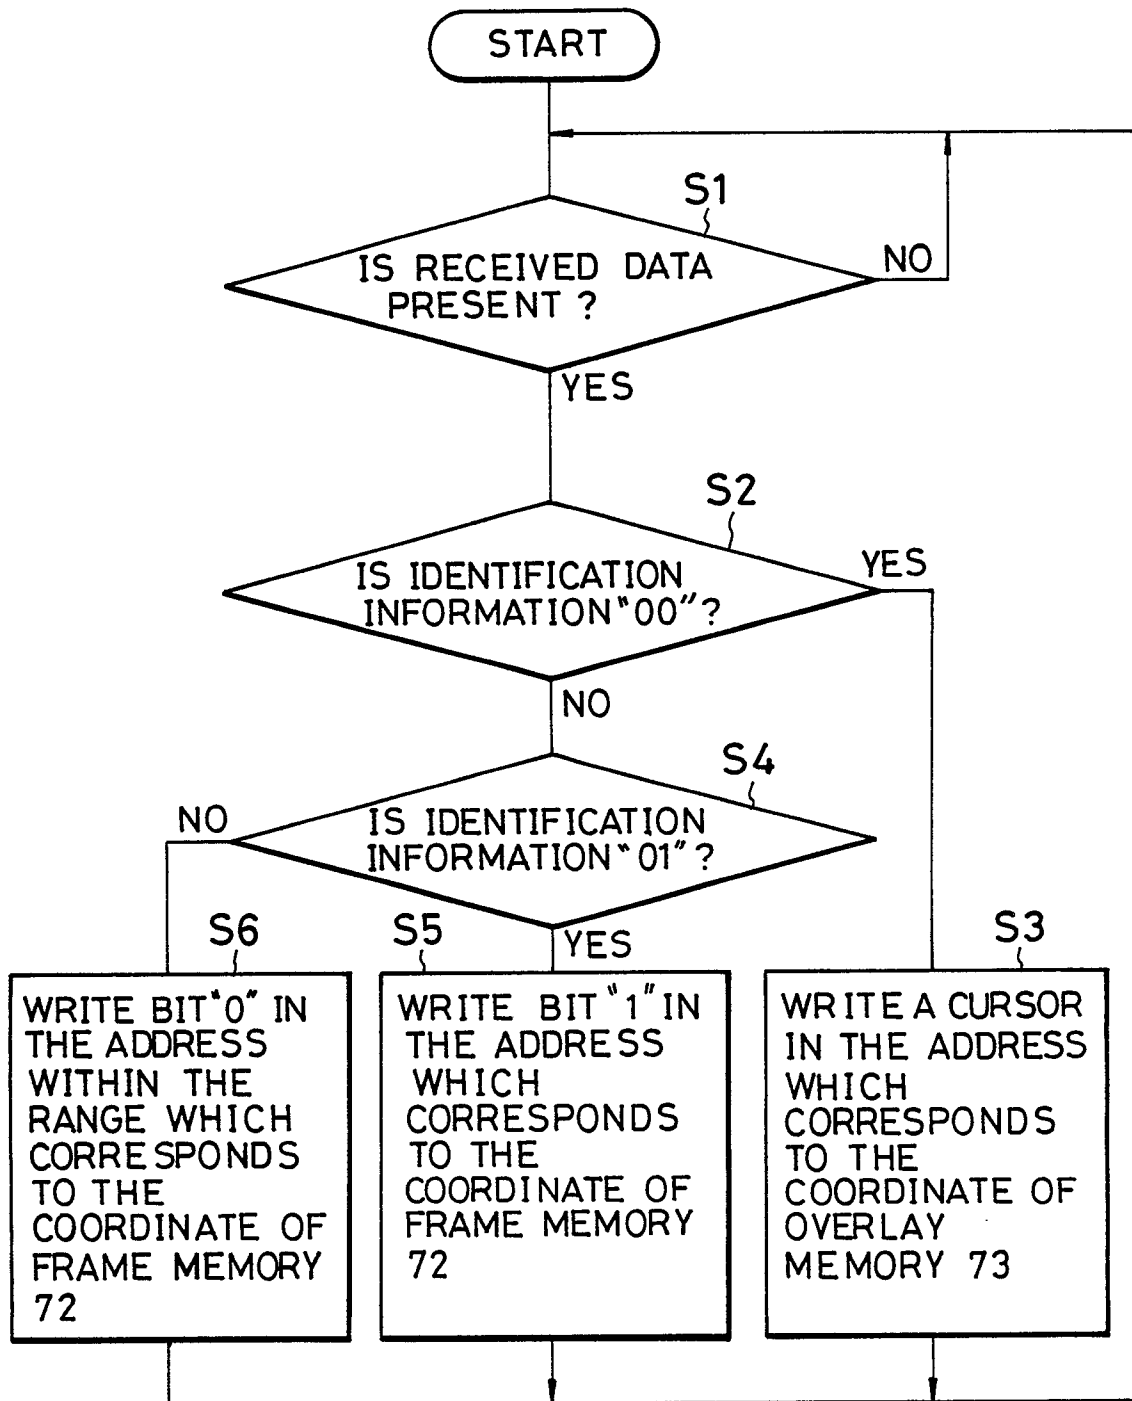 START
S1
IS RECEIVED DATA
PRESENT ?
NO
YES
S2
IS IDENTIFICATION
INFORMATION "00" ?
YES
NO
S4
IS IDENTIFICATION
INFORMATION "01" ?
NO
YES
S6
WRITE BIT "0" IN
THE ADDRESS
WITHIN THE
RANGE WHICH
CORRESPONDS
TO THE
COORDINATE OF
FRAME MEMORY
72
S5
WRITE BIT "1" IN
THE ADDRESS
WHICH
CORRESPONDS
TO THE
COORDINATE OF
FRAME MEMORY
72
S3
WRITE A CURSOR
IN THE ADDRESS
WHICH
CORRESPONDS
TO THE
COORDINATE OF
OVERLAY
MEMORY 73